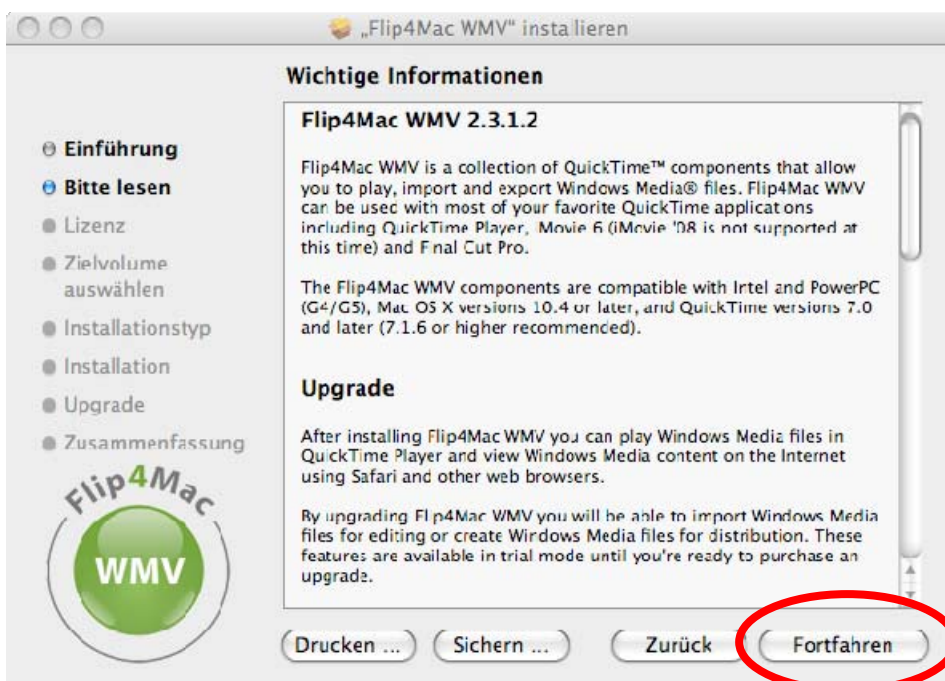 „Flip4Mac WMV" installieren
Wichtige Informationen
Einführung
Bitte lesen
Lizenz
Zielvolume
auswählen
Installationstyp
Installation
Upgrade
Zusammenfassung
Flip4Mac
WMV
Flip4Mac WMV 2.3.1.2
Flip4Mac WMV is a collection of QuickTime™ components that allow
you to play, import and export Windows Media® files. Flip4Mac WMV
can be used with most of your favorite QuickTime applications
including QuickTime Player, iMovie 6 (iMovie '08 is not supported at
this time) and Final Cut Pro.
The Flip4Mac WMV components are compatible with Intel and PowerPC
(G4/G5), Mac OS X versions 10.4 or later, and QuickTime versions 7.0
and later (7.1.6 or higher recommended).
Upgrade
After installing Flip4Mac WMV you can play Windows Media files in
QuickTime Player and view Windows Media content on the Internet
using Safari and other web browsers.
By upgrading Flip4Mac WMV you will be able to import Windows Media
files for editing or create Windows Media files for distribution. These
features are available in trial mode until you're ready to purchase an
upgrade.
Drucken ...
Sichern ...
Zurück
Fortfahren